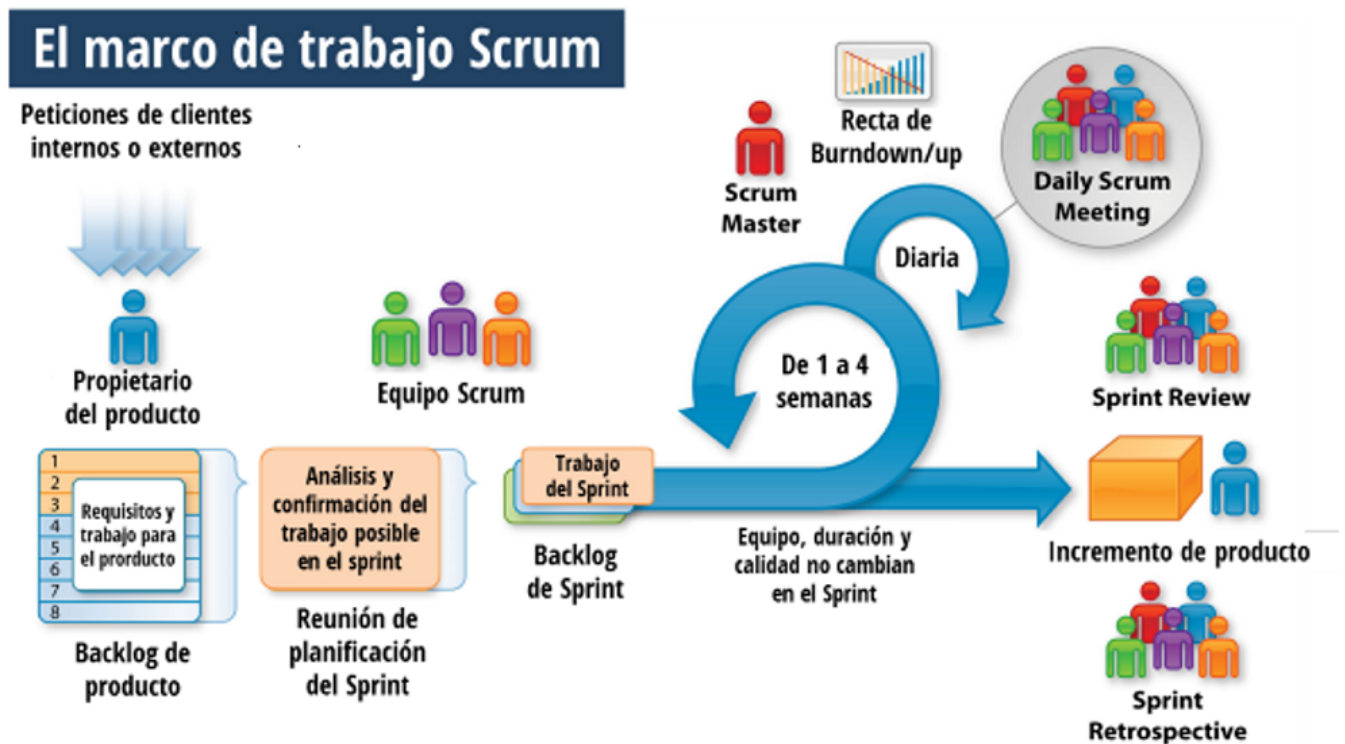 El marco de trabajo Scrum
Peticiones de clientes
internos o externos
Propietario
del producto
Equipo Scrum
1
2
3
4
5
6
7
8
Requisitos y
trabajo para
el prorducto
Backlog de
producto
Análisis y
confirmación del
trabajo posible
en el sprint
Reunión de
planificación
del Sprint
Trabajo
del Sprint
Backlog
de Sprint
Scrum
Master
Recta de
Burndown/up
Diaria
Daily Scrum
Meeting
De 1 a 4
semanas
Equipo, duración y
calidad no cambian
en el Sprint
Sprint Review
Incremento de producto
Sprint
Retrospective